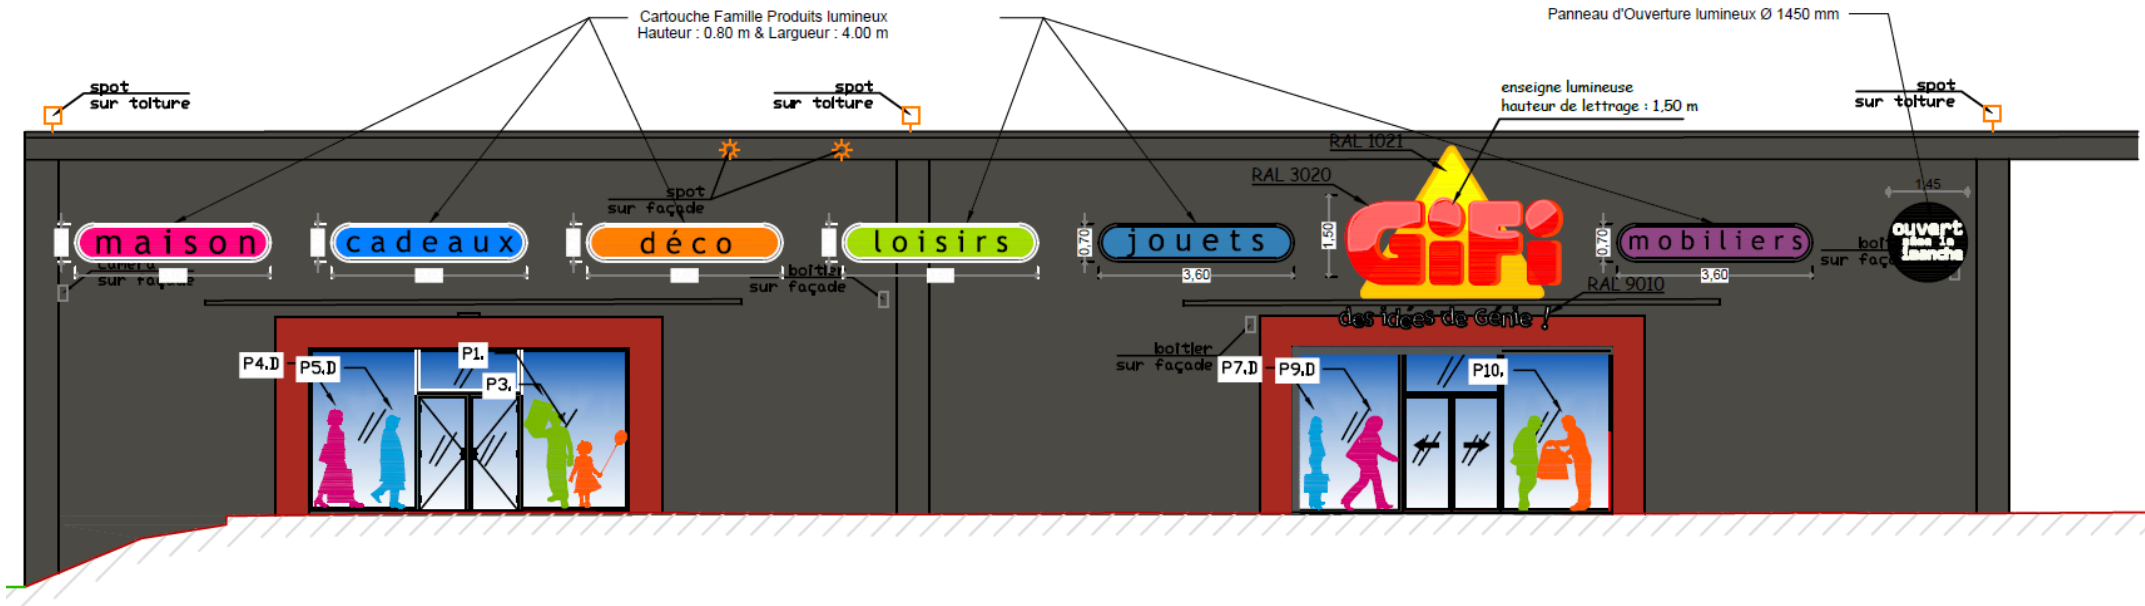 Cartouche Famille Produits lumineux
Hauteur : 0.80 m & Largueur : 4.00 m
Panneau d'Ouverture lumineux Ø 1450 mm
spot
sur toiture
spot
sur toiture
enseigne lumineuse
hauteur de lettrage : 1,50 m
spot
sur toiture
RAL 1021
RAL 3020
spot
sur façade
1,45
maison
cadeaux
déco
loisirs
0,70
jouets
1,50
GiFi
0,70
mobiliers
ouvert
3,60
3,60
sur façade
boîtier
sur façade
RAL 9010
des idées de Génie !
boîtier
sur façade
P4.D
P5.D
P1.
P3.
P7.D
P9.D
P10.